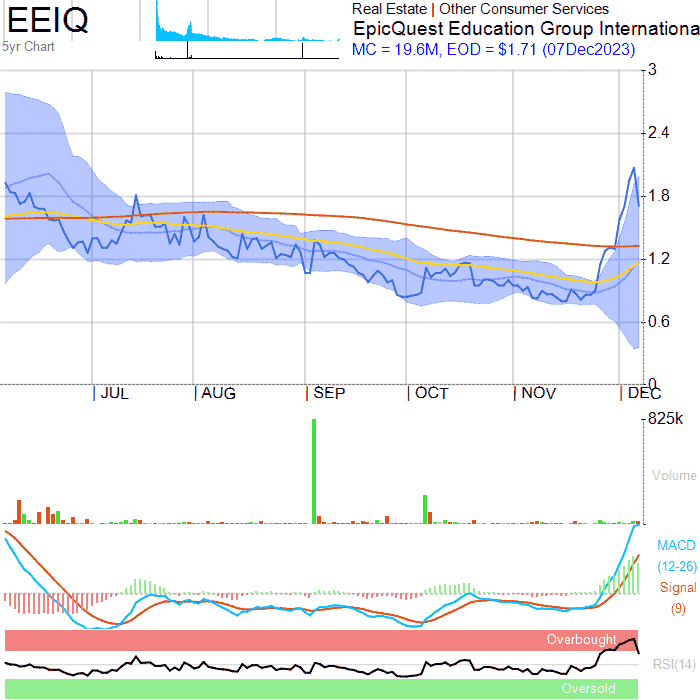 EEIQ
5yr Chart
Real Estate | Other Consumer Services
EpicQuest Education Group Internationa
MC = 19.6M, EOD = $1.71 (07Dec2023)
3
2.4
1.8
1.2
0.6
0
JUL
AUG
SEP
OCT
NOV
DEC
825k
Volume
MACD
(12-26)
Signal
(9)
Overbought
RSI(14)
Oversold